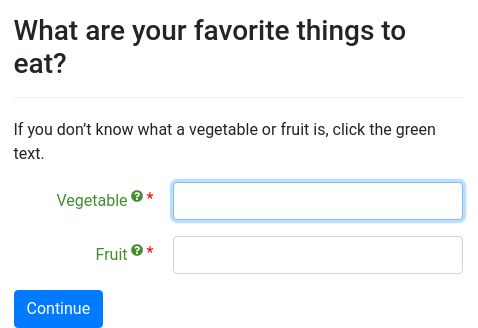 What are your favorite things to
eat?
If you don’t know what a vegetable or fruit is, click the green
text.
Vegetable ? *
Fruit ? *
Continue